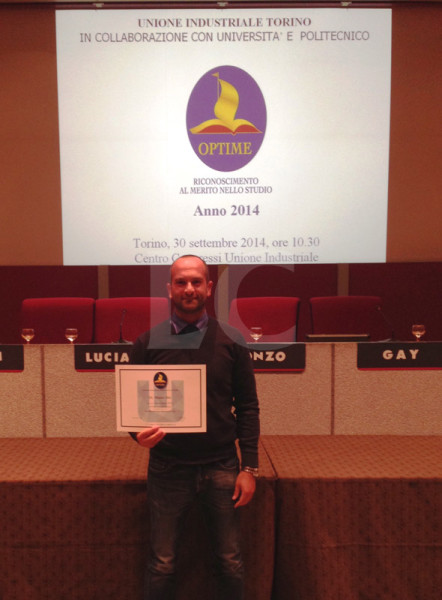 UNIONE INDUSTRIALE TORINO
IN COLLABORAZIONE CON UNIVERSITA' E POLITECNICO
OPTIME
RICONOSCIMENTO
AL MERITO NELLO STUDIO
Anno 2014
Torino, 30 settembre 2014, ore 10.30
Centro Congressi Unione Industriale
LUCIA
ONZO
GAY